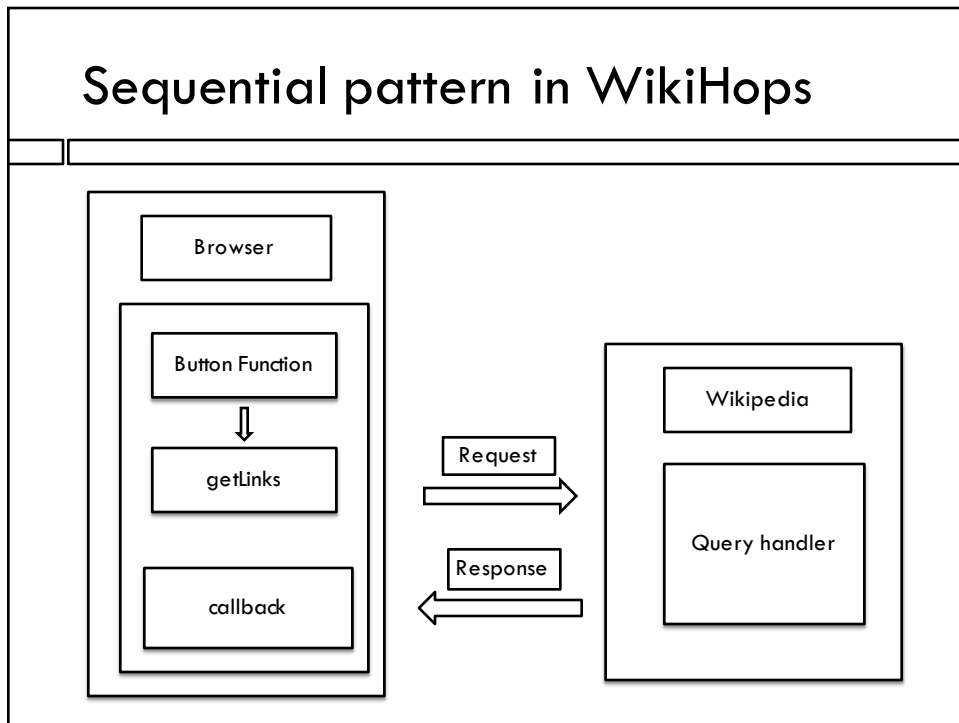 Sequential pattern in WikiHops
Browser
Button Function
getLinks
callback
Request
Response
Wikipedia
Query handler